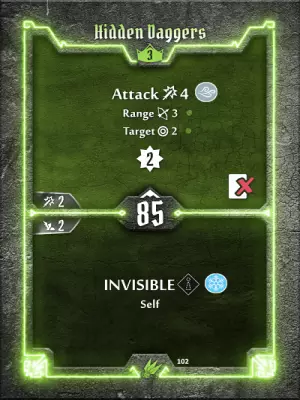 Hidden Daggers
3
Attack 4
Range 3
Target 2
2
2
85
2
INVISIBLE
Self
102